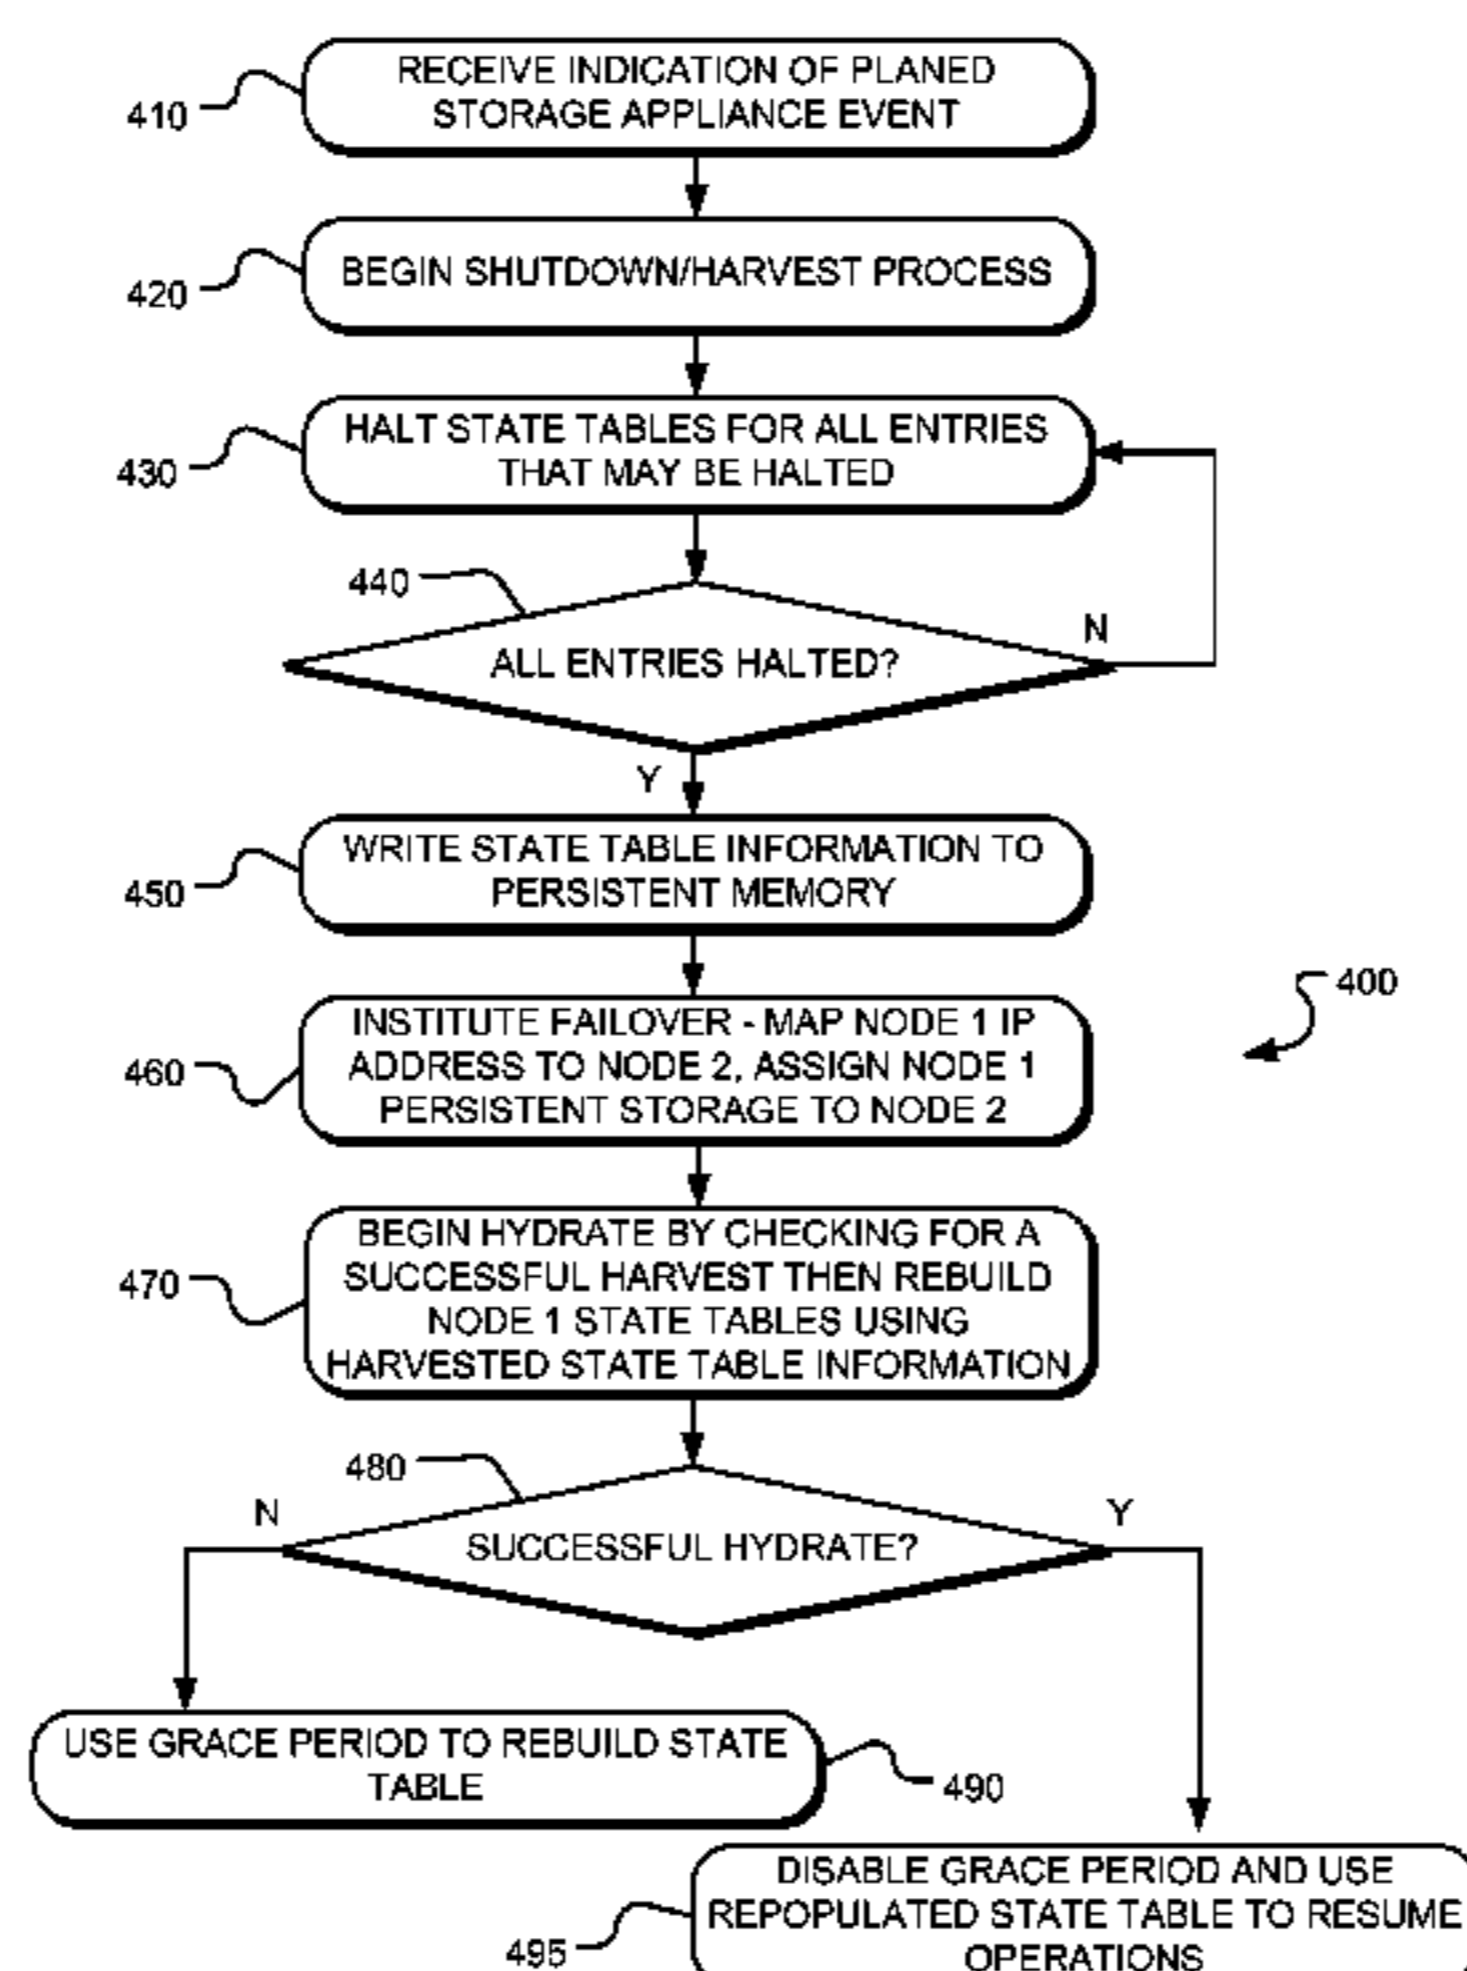 RECEIVE INDICATION OF PLANED
STORAGE APPLIANCE EVENT
410
BEGIN SHUTDOWN/HARVEST PROCESS
420
HALT STATE TABLES FOR ALL ENTRIES
THAT MAY BE HALTED
430
440
N
ALL ENTRIES HALTED?
Y
WRITE STATE TABLE INFORMATION TO
PERSISTENT MEMORY
450
400
INSTITUTE FAILOVER - MAP NODE 1 IP
ADDRESS TO NODE 2, ASSIGN NODE 1
PERSISTENT STORAGE TO NODE 2
460
BEGIN HYDRATE BY CHECKING FOR A
SUCCESSFUL HARVEST THEN REBUILD
NODE 1 STATE TABLES USING
HARVESTED STATE TABLE INFORMATION
470
480
N
Y
SUCCESSFUL HYDRATE?
USE GRACE PERIOD TO REBUILD STATE
TABLE
490
DISABLE GRACE PERIOD AND USE
REPOPULATED STATE TABLE TO RESUME
OPERATIONS
495